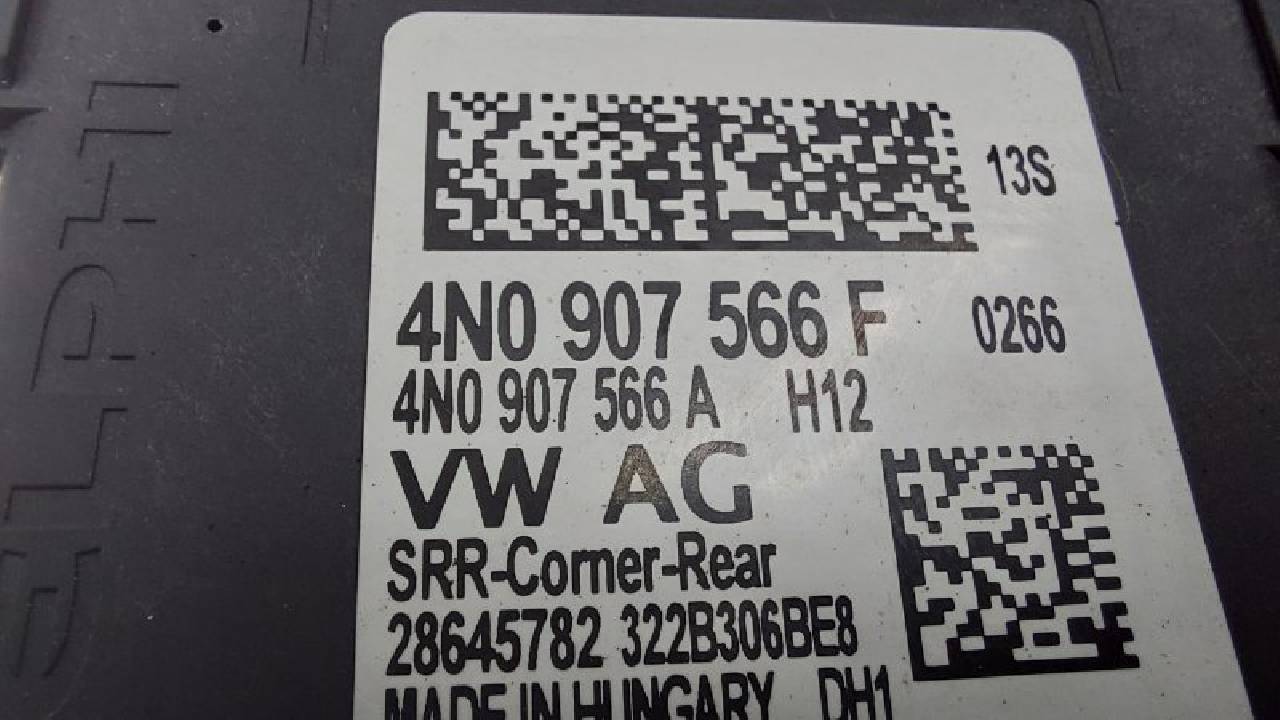 13S
4N0 907 566 F 0266
4N0 907 566 A H12
VW AG
SRR-Corner-Rear
28645782 322B306BE8
MADE IN HUNGARY DH1
ELPHI